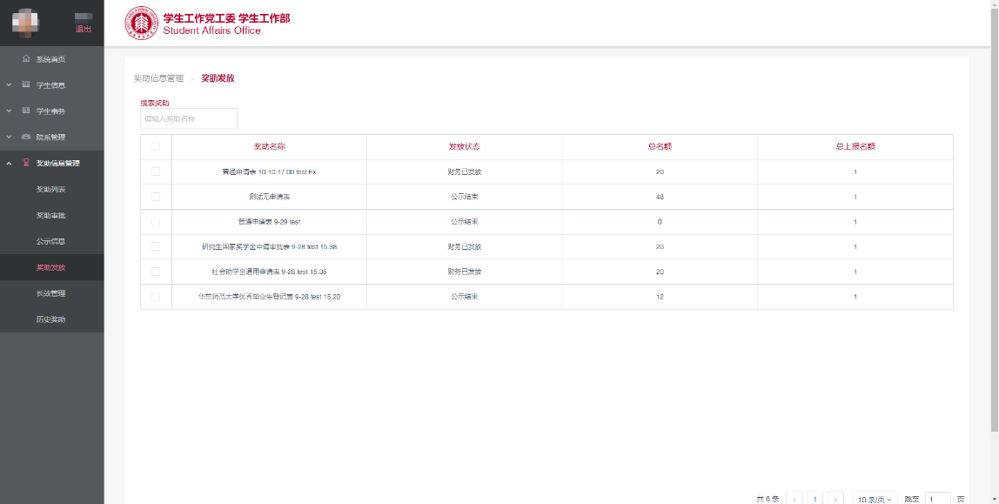 退出
学生工作党工委 学生工作部
Student Affairs Office
系统首页
学生信息
学生事务
院系管理
奖助信息管理
奖助列表
奖助审批
公示信息
奖助发放
长效管理
历史奖助
奖助信息管理 > 奖助发放
搜索奖助
请输入奖助名称
奖助名称 发放状态 总名额 总上报名额
普通申请表 10-10 17.00 test Fx 财务已发放 20 1
测试无申请表 公示结束 48 1
普通申请表 9-29 test 公示结束 0 1
研究生国家奖学金申请审批表 9-28 test 15.38 财务已发放 20 1
社会助学金通用申请表 9-28 test 15.35 财务已发放 20 1
华东师范大学优秀毕业生登记表 9-28 test 15.20 公示结束 12 1
共 6 条 < 1 > 10 条/页 跳至 1 页